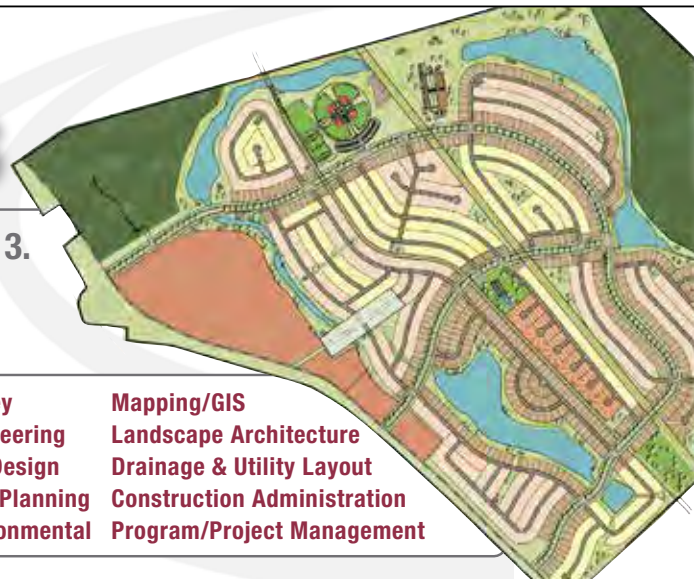 3.
y Mapping/GIS
eering Landscape Architecture
Design Drainage & Utility Layout
Planning Construction Administration
onmental Program/Project Management